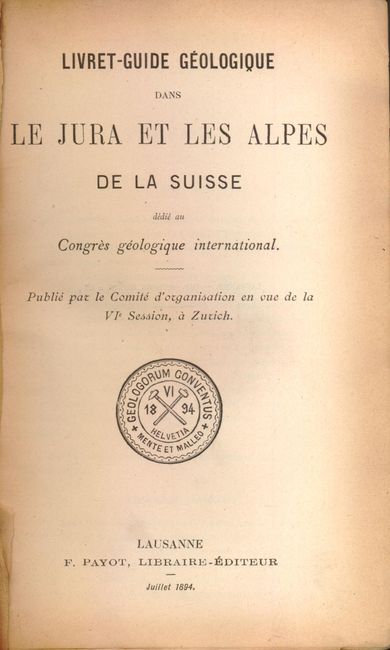 LIVRET-GUIDE GÉOLOGIQUE
DANS
LE JURA ET LES ALPES
DE LA SUISSE
dédié au
Congrès géologique international.
Publié par le Comité d'organisation en vue de la
VIe Session, à Zurich.
GEOLOGORUM CONVENTUS
VI
18 94
HELVETIA
MENTE ET MALLEO
LAUSANNE
F. PAYOT, LIBRAIRE-ÉDITEUR
Juillet 1894.